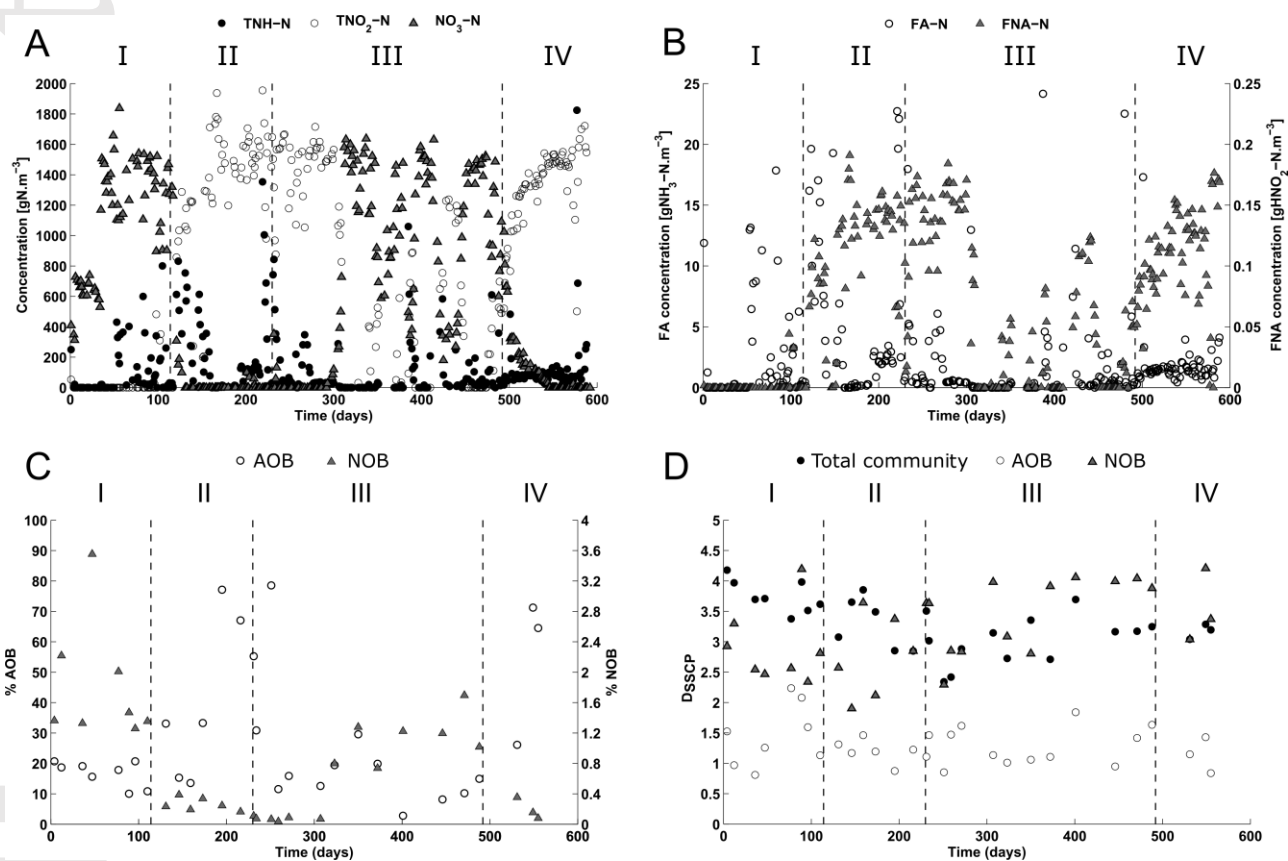 ● TNH−N ○ TNO2−N ▲ NO3−N
A
I II III IV
2000
1800
1600
1400
1200
1000
800
600
400
200
0
Concentration [gN.m−3]
0 100 200 300 400 500 600
Time (days)
○ FA−N ▲ FNA−N
B
I II III IV
25
20
15
10
5
0
FA concentration [gNH3−N.m−3]
0.25
0.2
0.15
0.1
0.05
0
FNA concentration [gHNO2−N.m−3]
0 100 200 300 400 500 600
Time (days)
○ AOB ▲ NOB
C
I II III IV
100
90
80
70
60
50
40
30
20
10
0
% AOB
4
3.6
3.2
2.8
2.4
2
1.6
1.2
0.8
0.4
0
% NOB
0 100 200 300 400 500 600
Time (days)
● Total community ○ AOB ▲ NOB
D
I II III IV
5
4.5
4
3.5
3
2.5
2
1.5
1
0.5
0
DSSCP
0 100 200 300 400 500 600
Time (days)